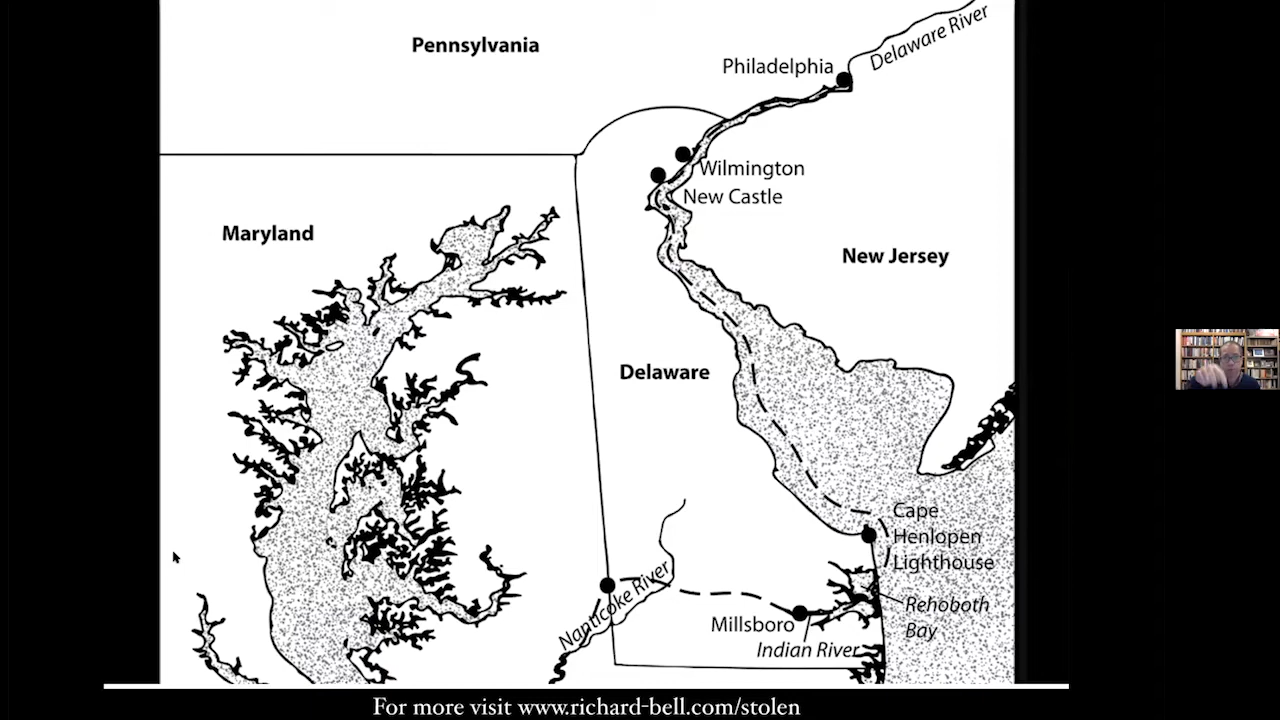 Pennsylvania
Philadelphia
Delaware River
Wilmington
New Castle
Maryland
New Jersey
Delaware
Cape
Henlopen
Lighthouse
Nanticoke River
Rehoboth
Bay
Millsboro
Indian River
For more visit www.richard-bell.com/stolen